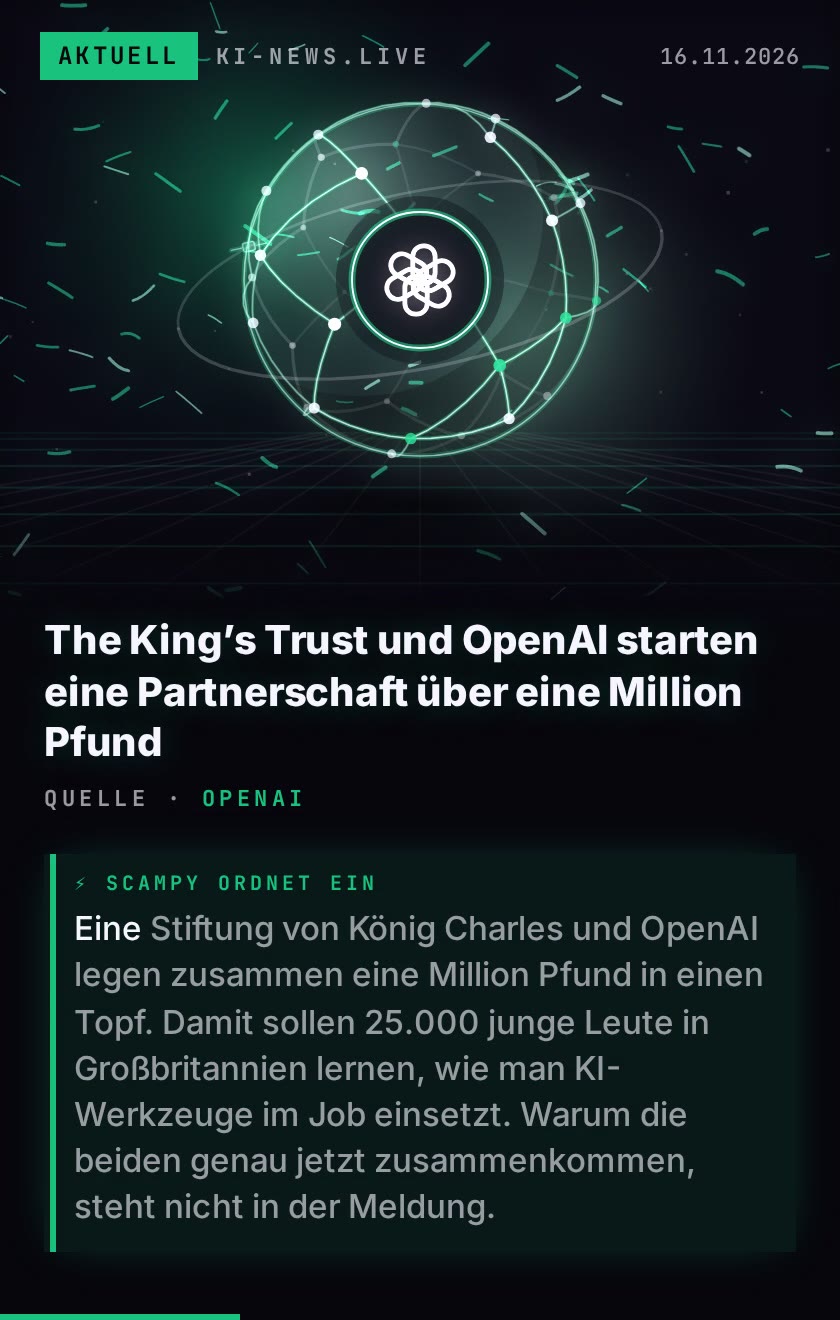 AKTUELL KI-NEWS.LIVE 16.11.2026
The King’s Trust und OpenAI starten
eine Partnerschaft über eine Million
Pfund
QUELLE · OPENAI
⚡ SCAMPY ORDNET EIN
Eine Stiftung von König Charles und OpenAI
legen zusammen eine Million Pfund in einen
Topf. Damit sollen 25.000 junge Leute in
Großbritannien lernen, wie man KI-
Werkzeuge im Job einsetzt. Warum die
beiden genau jetzt zusammenkommen,
steht nicht in der Meldung.